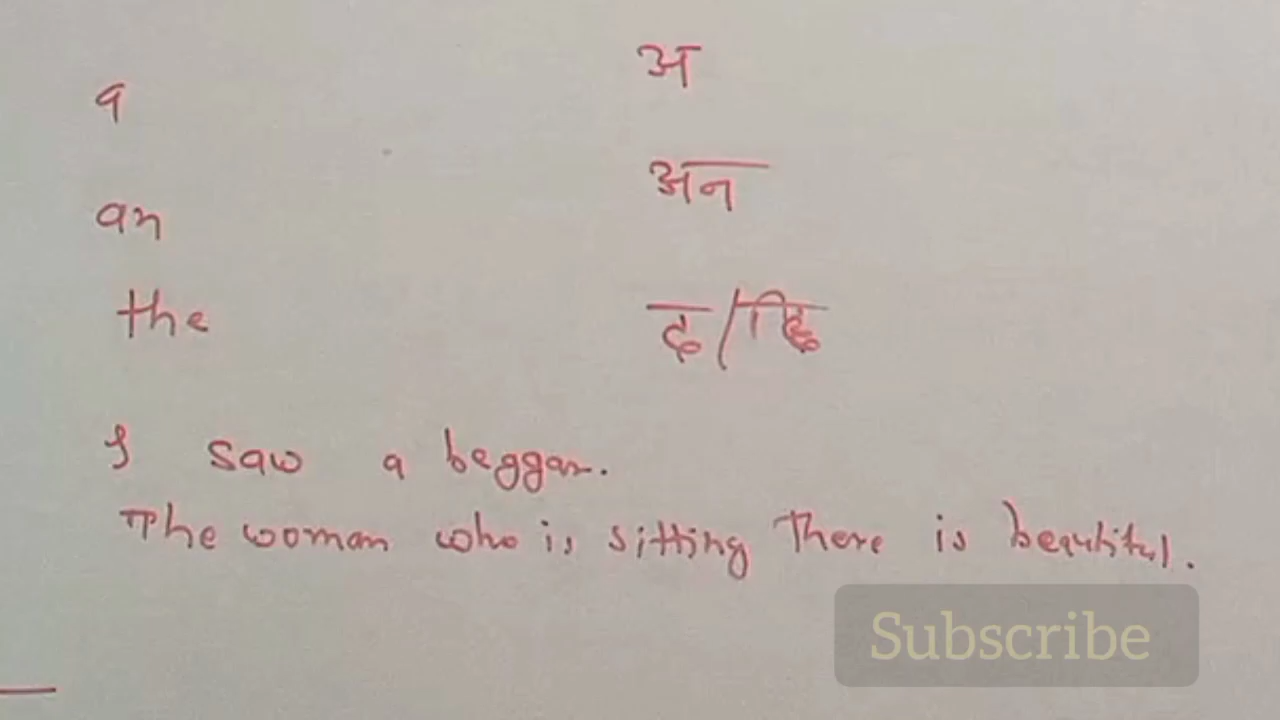 a अ
an अन
the द/दि
I saw a beggar.
The woman who is sitting there is beautiful.
Subscribe